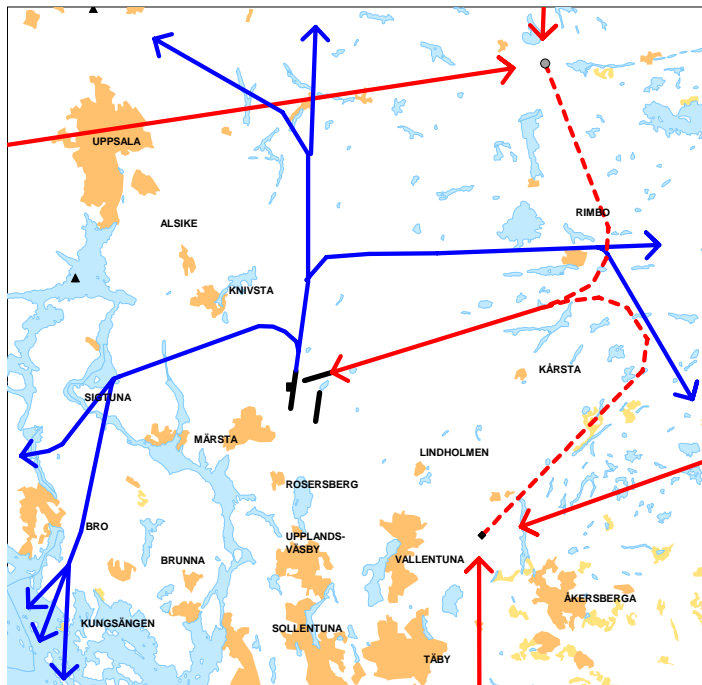 UPPSALA
RIMBO
ALSIKE
KNIVSTA
KÅRSTA
SIGTUNA
MÄRSTA
LINDHOLMEN
ROSERSBERG
BRO
UPPLANDS-
VÄSBY
BRUNNA
VALLENTUNA
ÅKERSBERGA
KUNGSÄNGEN
SOLLENTUNA
TÄBY